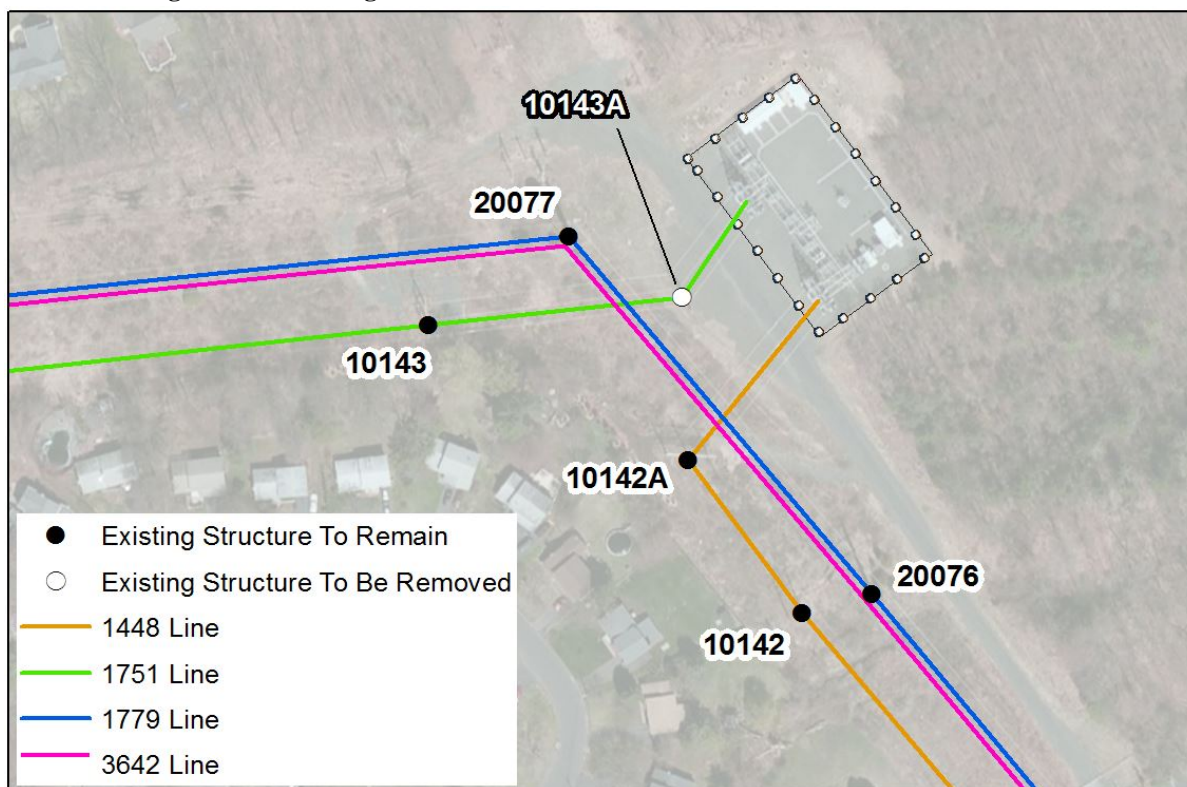 10143A
20077
10143
10142A
20076
10142
Existing Structure To Remain
Existing Structure To Be Removed
1448 Line
1751 Line
1779 Line
3642 Line